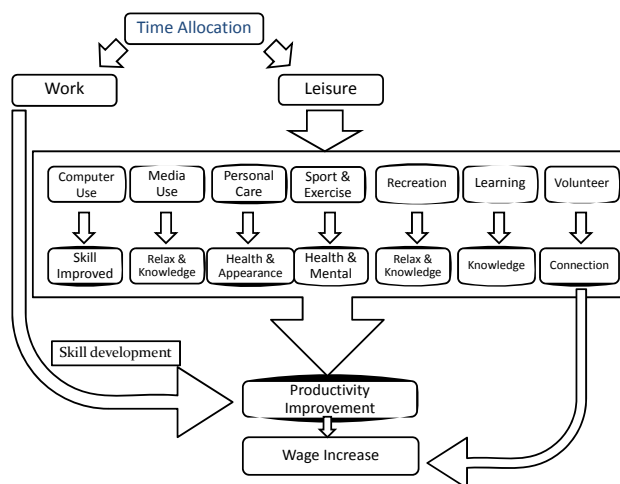 Time Allocation
Work
Leisure
Computer
Use
Media
Use
Personal
Care
Sport &
Exercise
Recreation
Learning
Volunteer
Skill
Improved
Relax &
Knowledge
Health &
Appearance
Health &
Mental
Relax &
Knowledge
Knowledge
Connection
Skill development
Productivity
Improvement
Wage Increase